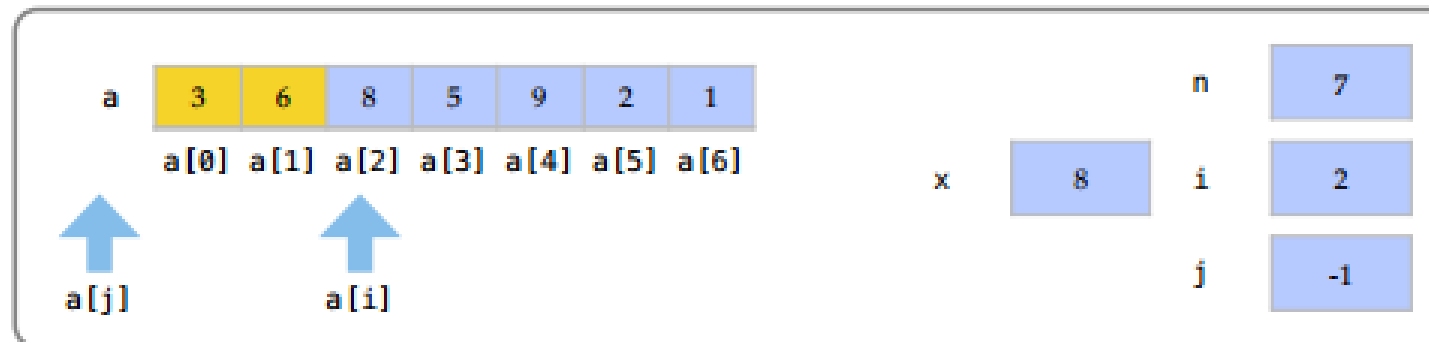 n 7
a 3 6 8 5 9 2 1
a[0] a[1] a[2] a[3] a[4] a[5] a[6]
x 8 i 2
j -1
a[j] a[i]